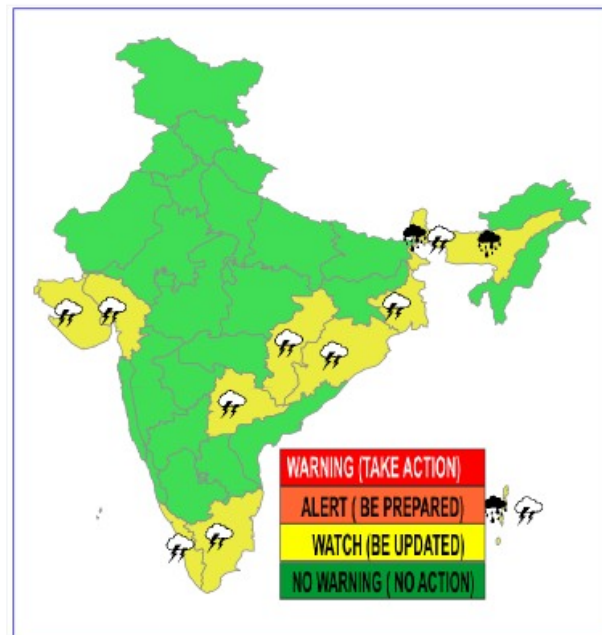 WARNING (TAKE ACTION)
ALERT ( BE PREPARED)
WATCH (BE UPDATED)
NO WARNING ( NO ACTION)